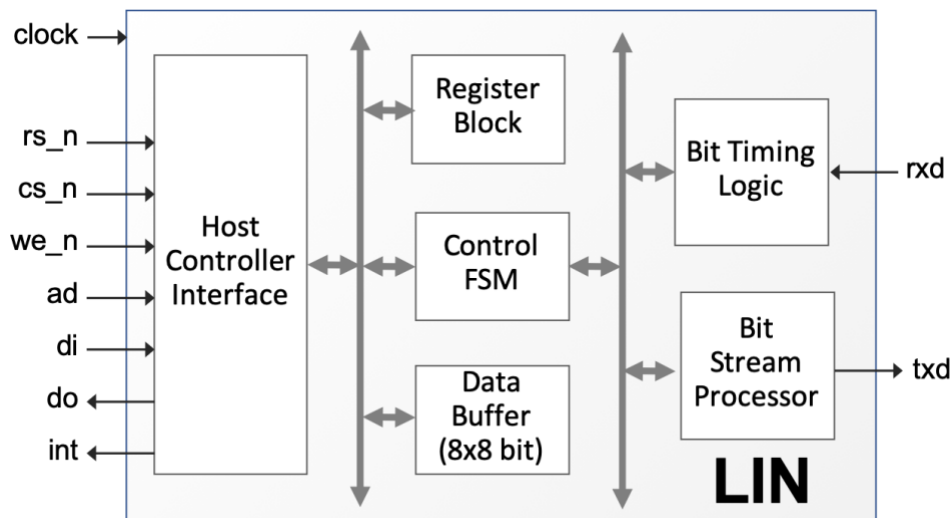 clock
rs_n
cs_n
we_n
ad
di
do
int
Host
Controller
Interface
Register
Block
Control
FSM
Data
Buffer
(8x8 bit)
Bit Timing
Logic
rxd
Bit
Stream
Processor
txd
LIN